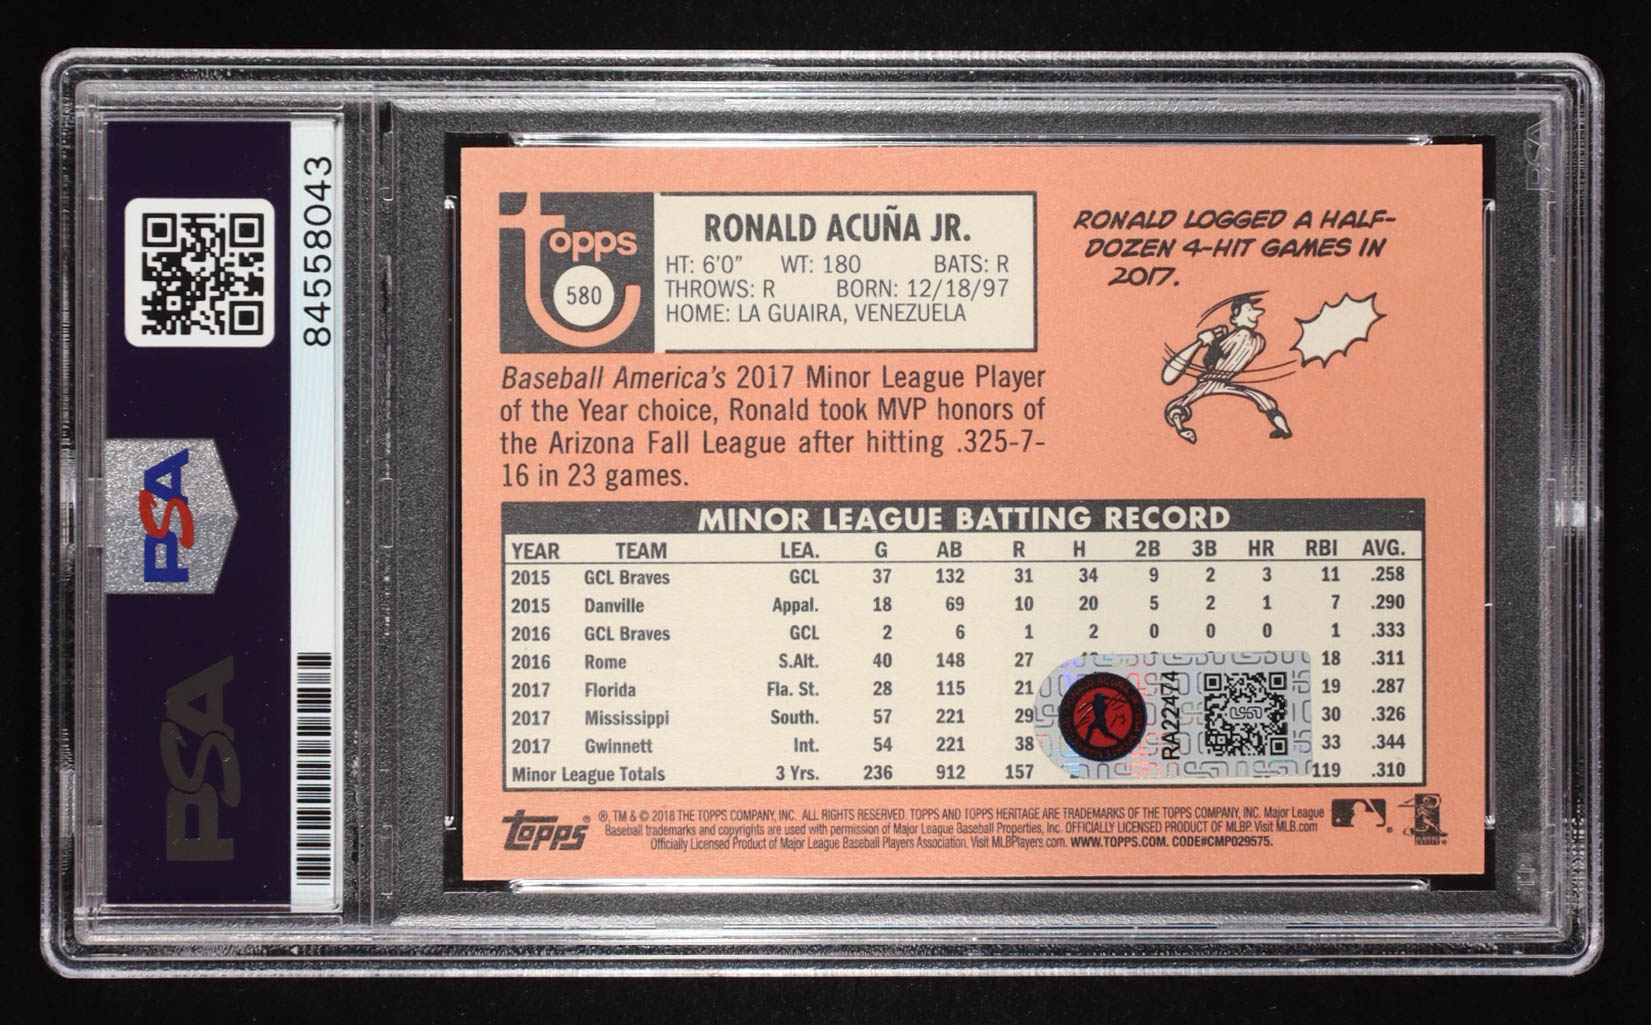 84558043
PSA
PSA
PSA
Topps
580
RONALD ACUÑA JR.
HT: 6'0" WT: 180 BATS: R
THROWS: R BORN: 12/18/97
HOME: LA GUAIRA, VENEZUELA
RONALD LOGGED A HALF-
DOZEN 4-HIT GAMES IN
2017.
Baseball America's 2017 Minor League Player
of the Year choice, Ronald took MVP honors of
the Arizona Fall League after hitting .325-7-
16 in 23 games.
MINOR LEAGUE BATTING RECORD
YEAR TEAM LEA. G AB R H 2B 3B HR RBI AVG.
2015 GCL Braves GCL 37 132 31 34 9 2 3 11 .258
2015 Danville Appal. 18 69 10 20 5 2 1 7 .290
2016 GCL Braves GCL 2 6 1 2 0 0 0 1 .333
2016 Rome S.Alt. 40 148 27 18 .311
2017 Florida Fla. St. 28 115 21 19 .287
2017 Mississippi South. 57 221 29 30 .326
2017 Gwinnett Int. 54 221 38 33 .344
Minor League Totals 3 Yrs. 236 912 157 119 .310
RA22474
Topps ®, TM & © 2018 THE TOPPS COMPANY, INC. ALL RIGHTS RESERVED. TOPPS AND TOPPS HERITAGE ARE TRADEMARKS OF THE TOPPS COMPANY, INC. Major League
Baseball trademarks and copyrights are used with permission of Major League Baseball Properties, Inc. OFFICIALLY LICENSED PRODUCT OF MLBP. Visit MLB.com
Officially Licensed Product of Major League Baseball Players Association. Visit MLBPlayers.com. WWW.TOPPS.COM. CODE#CMP029575.